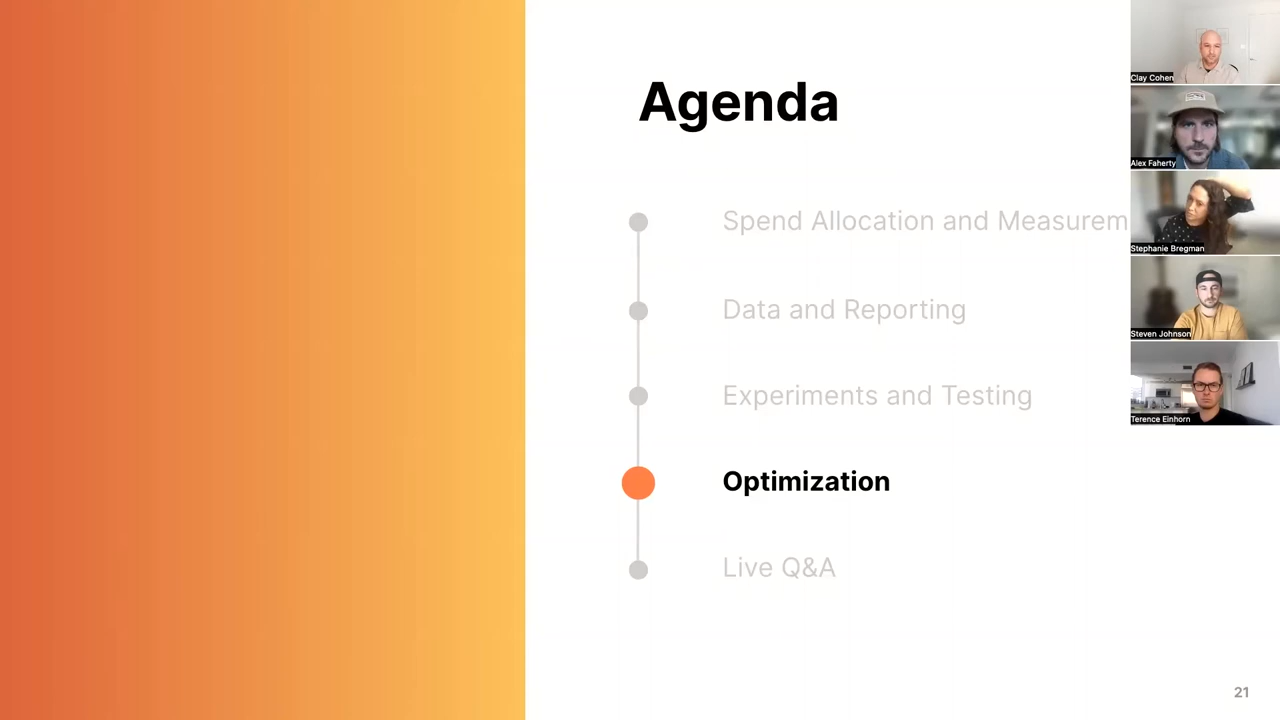 Agenda
Spend Allocation and Measurem
Data and Reporting
Experiments and Testing
Optimization
Live Q&A
Clay Cohen
Alex Faherty
Stephanie Bregman
Steven Johnson
Terence Einhorn
21